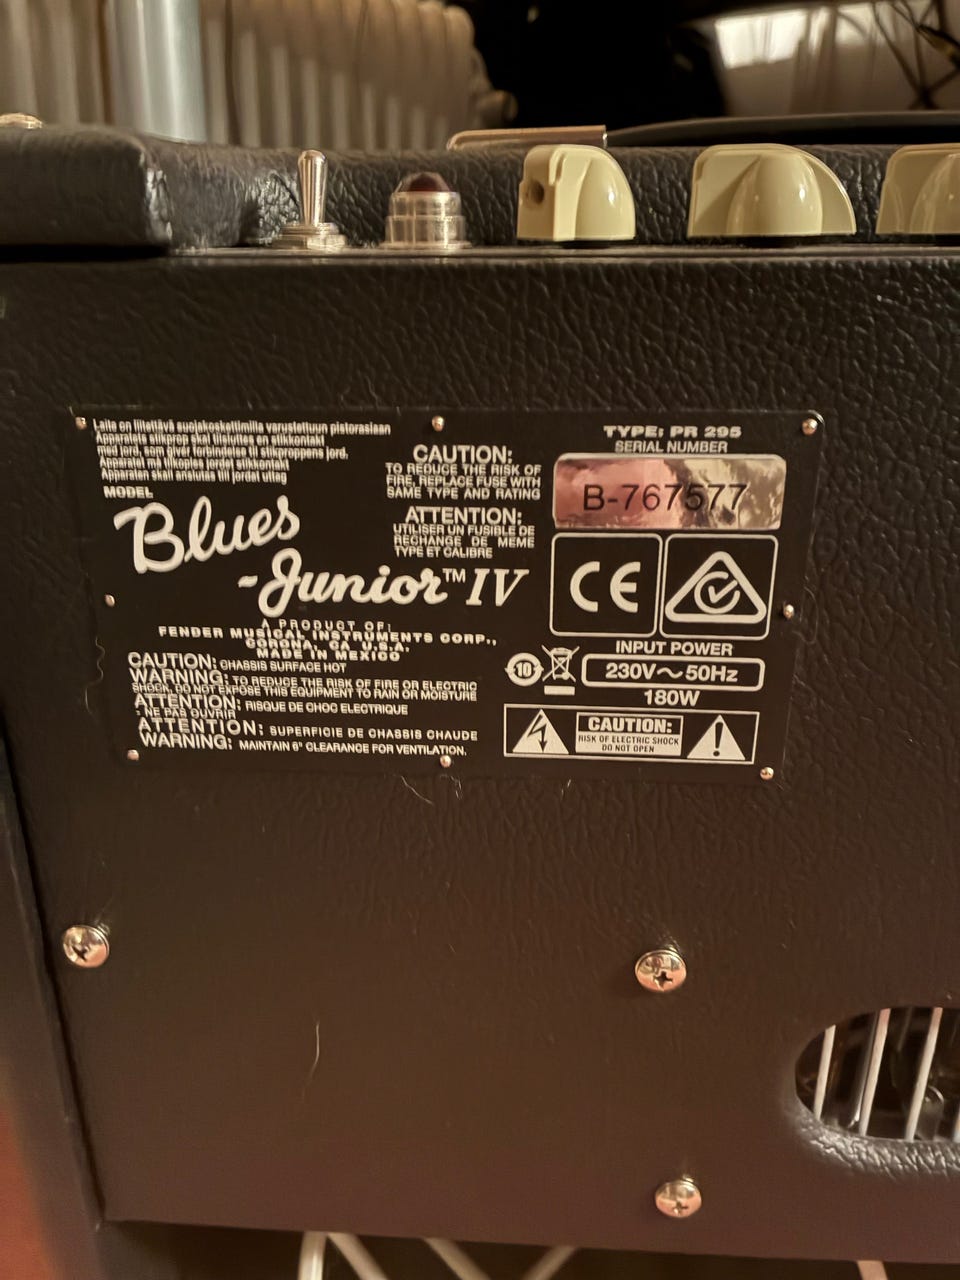 Laite on liitettävä suojakoskettimilla varustettuun pistorasiaan
Apparatets stikprop skal tilsluttes en stikkontakt
med jord, som giver forbindelse til stikproppens jord.
Apparatet må tilkoples jordet stikkontakt
Apparaten skall anslutas till jordat uttag
MODEL
Blues
Junior™ IV
A PRODUCT OF:
FENDER MUSICAL INSTRUMENTS CORP.,
CORONA, CA U.S.A.
MADE IN MEXICO
CAUTION: CHASSIS SURFACE HOT
WARNING: TO REDUCE THE RISK OF FIRE OR ELECTRIC
SHOCK, DO NOT EXPOSE THIS EQUIPMENT TO RAIN OR MOISTURE
ATTENTION: RISQUE DE CHOC ELECTRIQUE
- NE PAS OUVRIR
ATTENTION: SUPERFICIE DE CHASSIS CHAUDE
WARNING: MAINTAIN 6" CLEARANCE FOR VENTILATION.
CAUTION:
TO REDUCE THE RISK OF
FIRE, REPLACE FUSE WITH
SAME TYPE AND RATING
ATTENTION:
UTILISER UN FUSIBLE DE
RECHANGE DE MEME
TYPE ET CALIBRE
TYPE: PR 295
SERIAL NUMBER
B-767577
CE
INPUT POWER
10
230V~50Hz
180W
CAUTION:
RISK OF ELECTRIC SHOCK
DO NOT OPEN
!